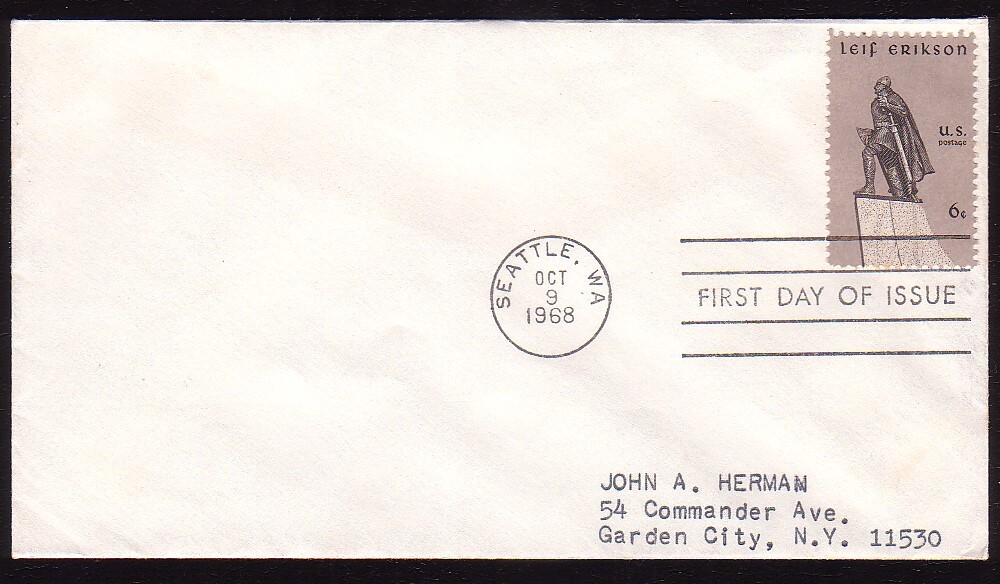 LEIF ERIKSON
U.S.
postage
6¢
SEATTLE, WA
OCT
9
1968
FIRST DAY OF ISSUE
JOHN A. HERMAN
54 Commander Ave.
Garden City, N.Y. 11530